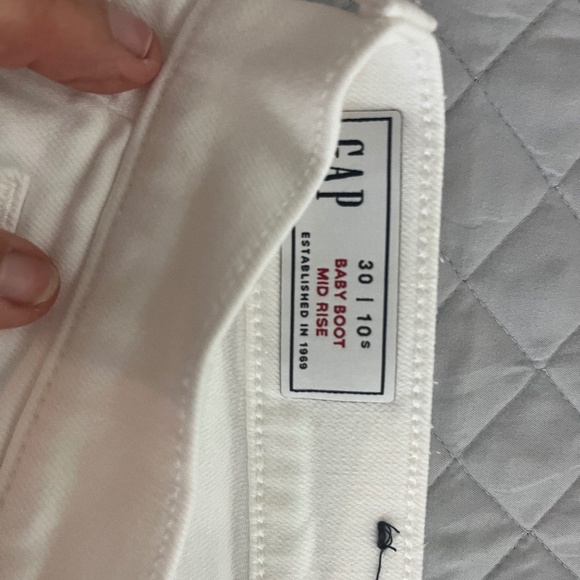 GAP
30 | 10s
BABY BOOT
MID RISE
ESTABLISHED IN 1969